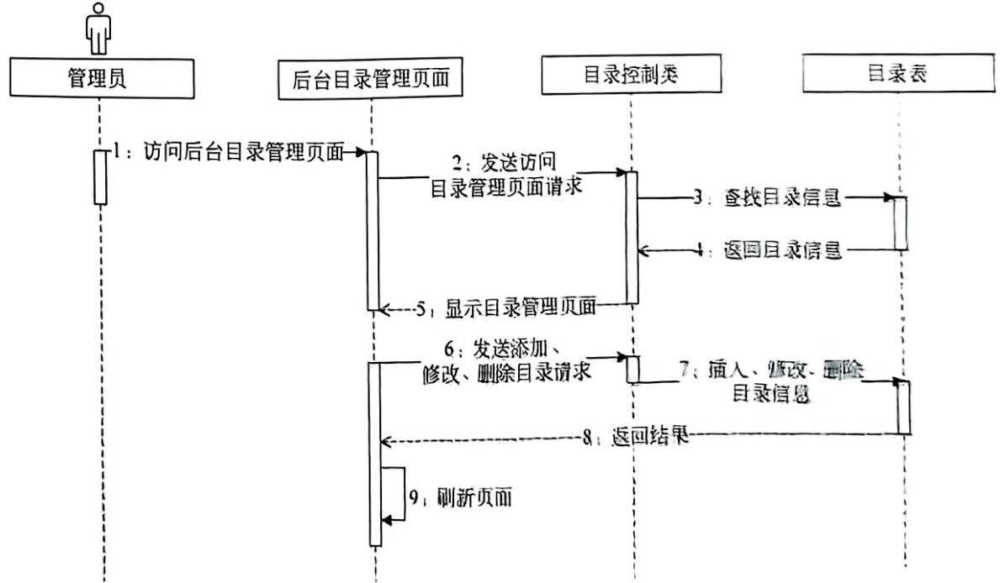 管理员
后台目录管理页面
目录控制类
目录表
1：访问后台目录管理页面
2：发送访问
目录管理页面请求
3：查找目录信息
4：返回目录信息
5：显示目录管理页面
6：发送添加、
修改、删除目录请求
7：插入、修改、删除
目录信息
8：返回结果
9：刷新页面